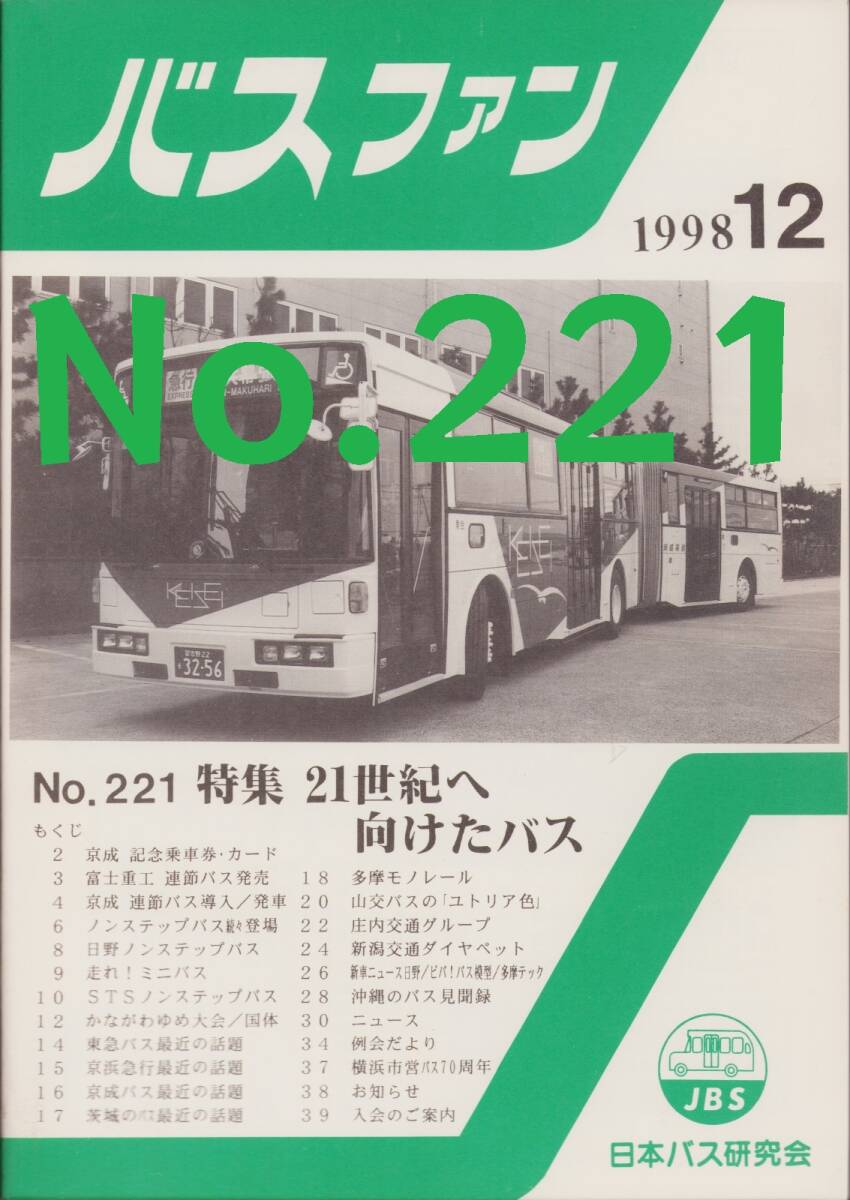 バスファン
1998 12
No.221
急行
EXPRESS
-MAKUHARI
KEISEI
KEISEI
32-56
No.221 特集 21世紀へ
向けたバス
もくじ
2 京成 記念乗車券・カード
3 富士重工 連節バス発売
4 京成 連節バス導入/発車
6 ノンステップバス続々登場
8 日野ノンステップバス
9 走れ!ミニバス
10 STSノンステップバス
12 かながわゆめ大会/国体
14 東急バス最近の話題
15 京浜急行最近の話題
16 京成バス最近の話題
17 茨城のバス最近の話題
18 多摩モノレール
20 山交バスの「ユトリア色」
22 庄内交通グループ
24 新潟交通ダイヤペット
26 新車ニュース日野/ビバ!バス模型/多摩テック
28 沖縄のバス見聞録
30 ニュース
34 例会だより
37 横浜市営バス70周年
38 お知らせ
39 入会のご案内
JBS
日本バス研究会